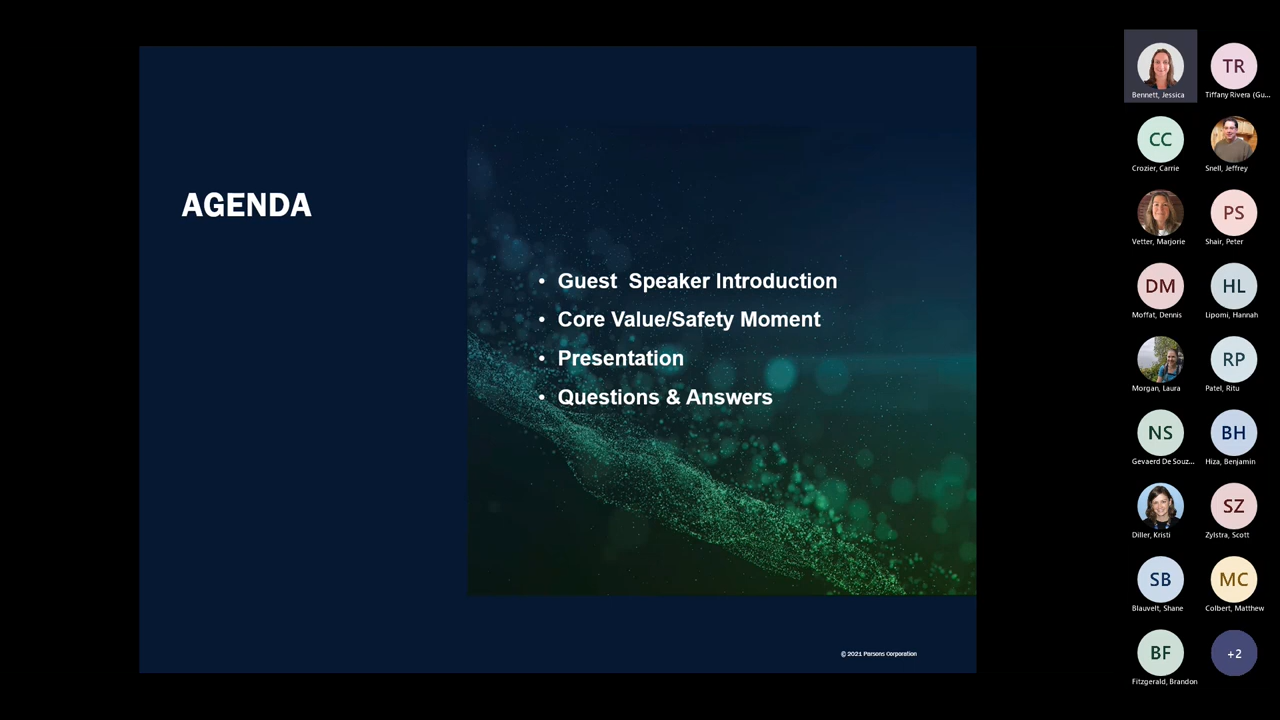 AGENDA
• Guest  Speaker Introduction
• Core Value/Safety Moment
• Presentation
• Questions & Answers
© 2021 Parsons Corporation
Bennett, Jessica
TR
Tiffany Rivera (Gu...
CC
Crozier, Carrie
Snell, Jeffrey
Vetter, Marjorie
PS
Shair, Peter
DM
Moffat, Dennis
HL
Lipomi, Hannah
Morgan, Laura
RP
Patel, Ritu
NS
Gevaerd De Souz...
BH
Hiza, Benjamin
Diller, Kristi
SZ
Zylstra, Scott
SB
Blauvelt, Shane
MC
Colbert, Matthew
BF
Fitzgerald, Brandon
+2